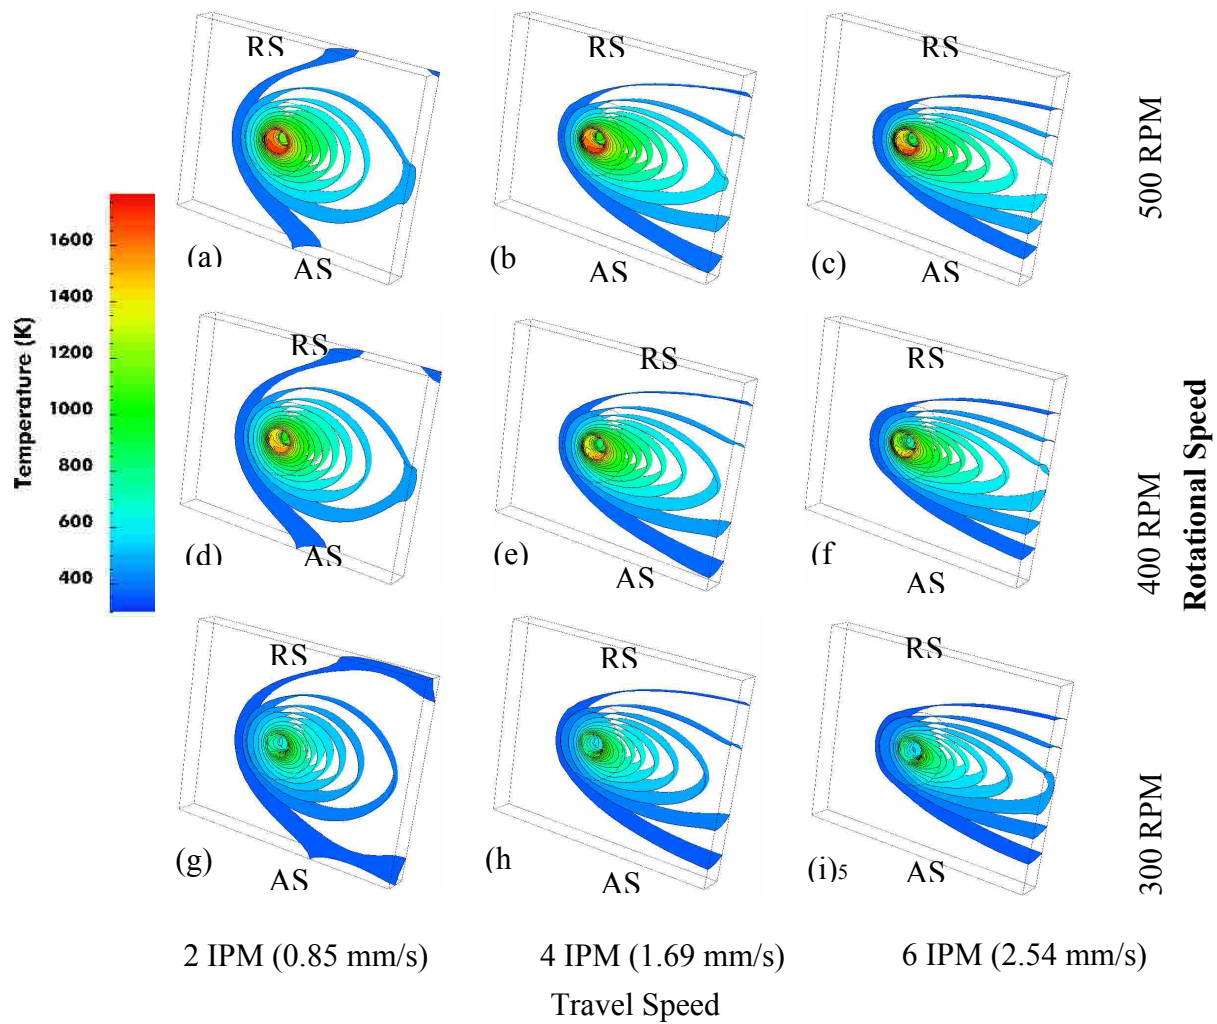 RS
RS
RS
(a)
AS
(b
AS
(c)
AS
500 RPM
Temperature (K)
1600
1400
1200
1000
800
600
400
RS
RS
RS
(d)
AS
(e)
AS
(f
AS
400 RPM
Rotational Speed
RS
RS
RS
(g)
AS
(h
AS
(i)5
AS
300 RPM
2 IPM (0.85 mm/s)
4 IPM (1.69 mm/s)
6 IPM (2.54 mm/s)
Travel Speed